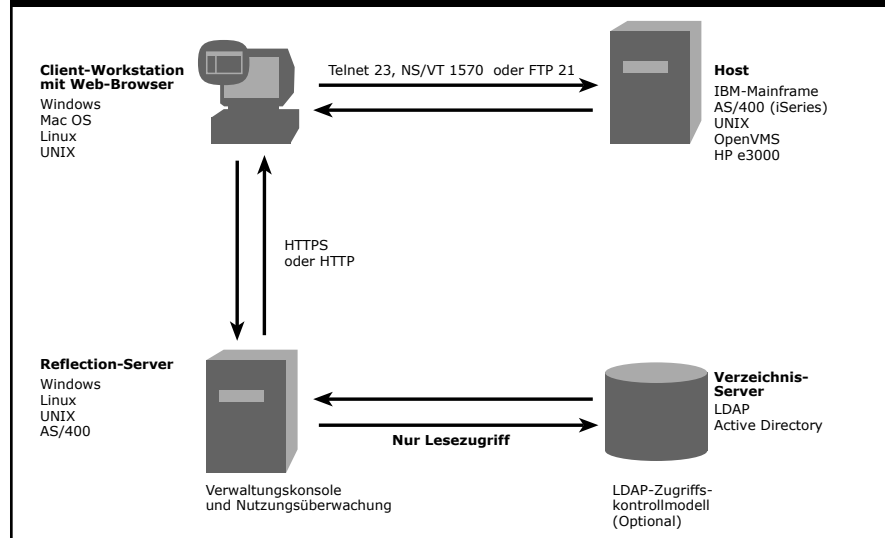 Client-Workstation
mit Web-Browser
Windows
Mac OS
Linux
UNIX
Telnet 23, NS/VT 1570 oder FTP 21
Host
IBM-Mainframe
AS/400 (iSeries)
UNIX
OpenVMS
HP e3000
HTTPS
oder HTTP
Reflection-Server
Windows
Linux
UNIX
AS/400
Verwaltungskonsole
und Nutzungsüberwachung
Nur Lesezugriff
Verzeichnis-
Server
LDAP
Active Directory
LDAP-Zugriffs-
kontrollmodell
(Optional)